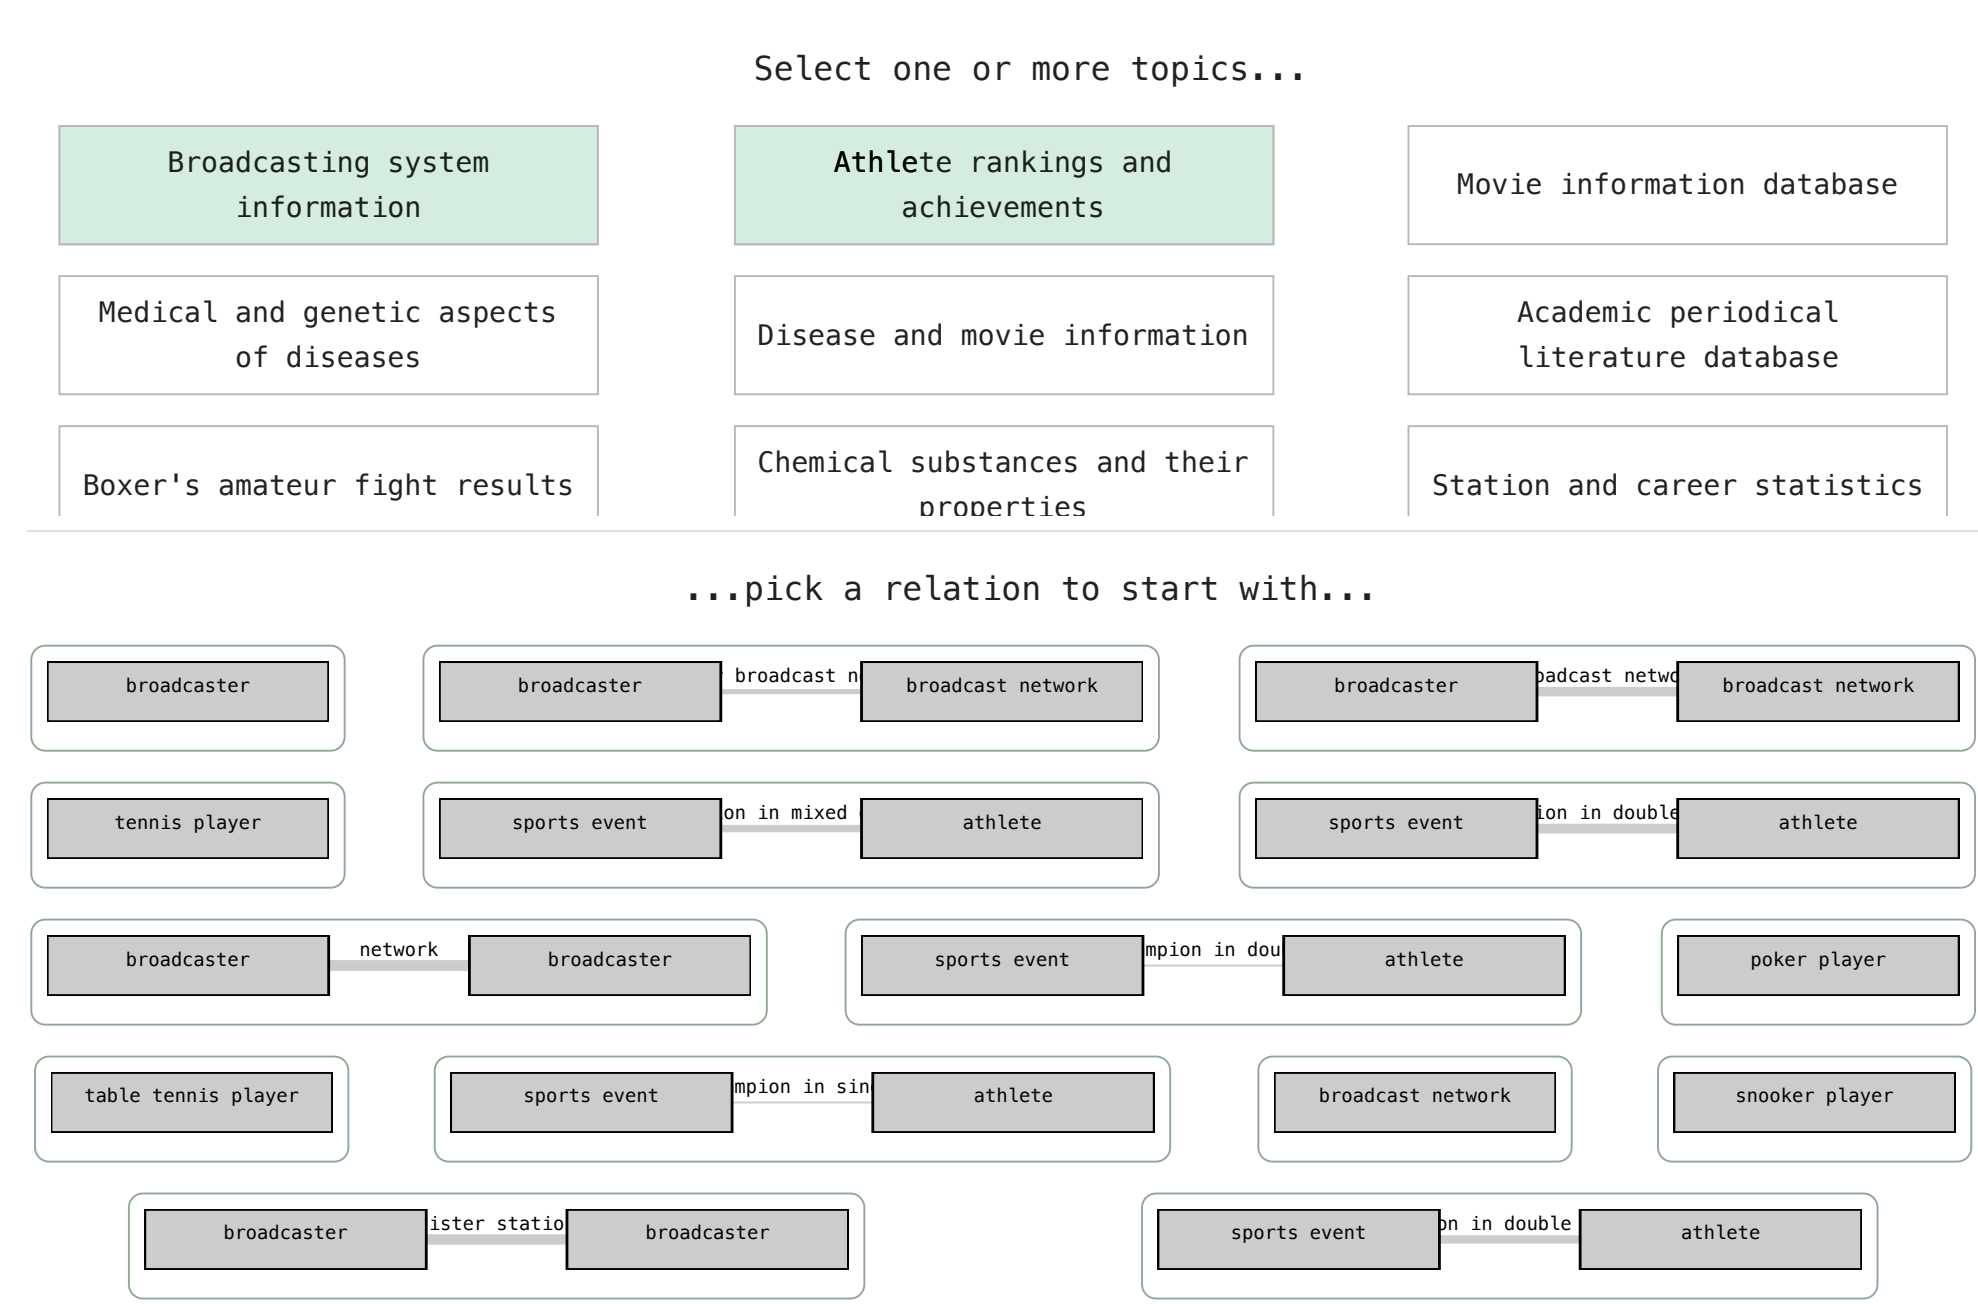 Select one or more topics...
Broadcasting system
information
Athlete rankings and
achievements
Movie information database
Medical and genetic aspects
of diseases
Disease and movie information
Academic periodical
literature database
Boxer's amateur fight results
Chemical substances and their
properties
Station and career statistics
...pick a relation to start with...
broadcaster
broadcaster broadcast broadcast network
broadcaster broadcast network
tennis player
sports event on in mixed athlete
sports event ion in double athlete
broadcaster network broadcaster
sports event mpion in dou athlete
poker player
table tennis player
sports event mpion in sin athlete
broadcast network
snooker player
broadcaster ister statio broadcaster
sports event on in double athlete